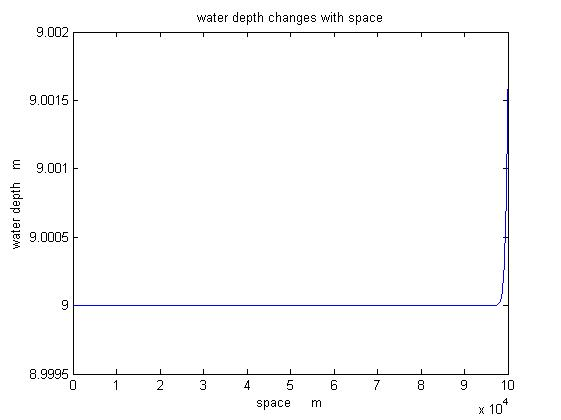 water depth changes with space
9.002
9.0015
9.001
9.0005
9
8.9995
water depth m
0 1 2 3 4 5 6 7 8 9 10
space m
x 10^4